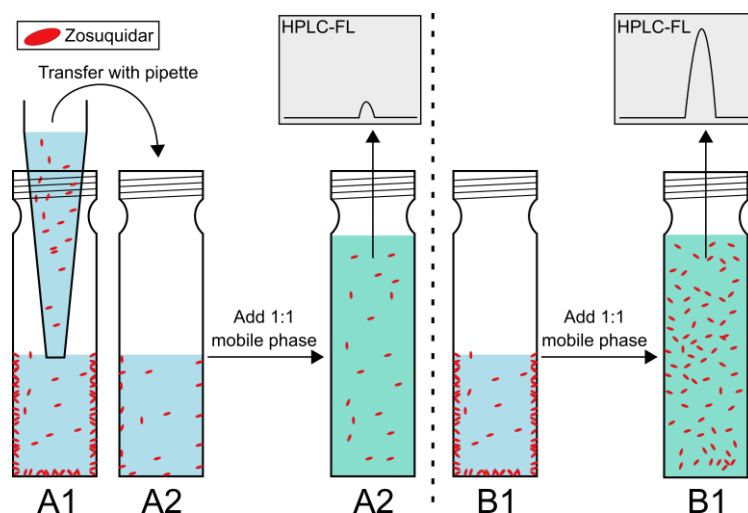 Zosuquidar
Transfer with pipette
HPLC-FL
HPLC-FL
Add 1:1
mobile phase
Add 1:1
mobile phase
A1
A2
A2
B1
B1